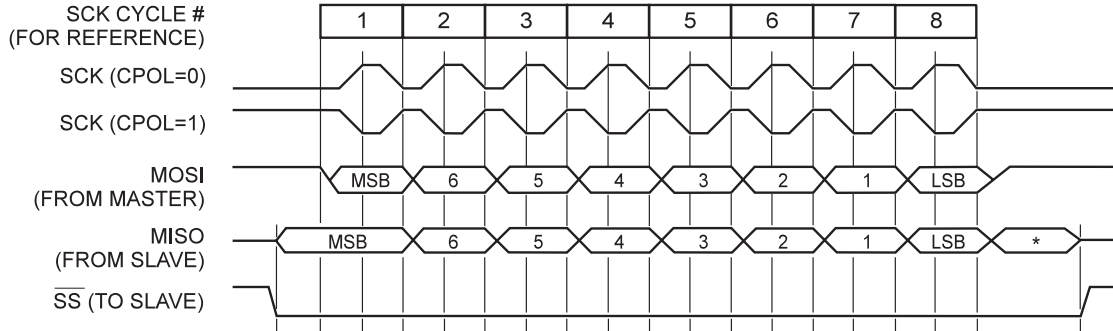 SCK CYCLE # 1 2 3 4 5 6 7 8
(FOR REFERENCE)
SCK (CPOL=0)
SCK (CPOL=1)
MOSI MSB 6 5 4 3 2 1 LSB
(FROM MASTER)
MISO MSB 6 5 4 3 2 1 LSB *
(FROM SLAVE)
SS (TO SLAVE)